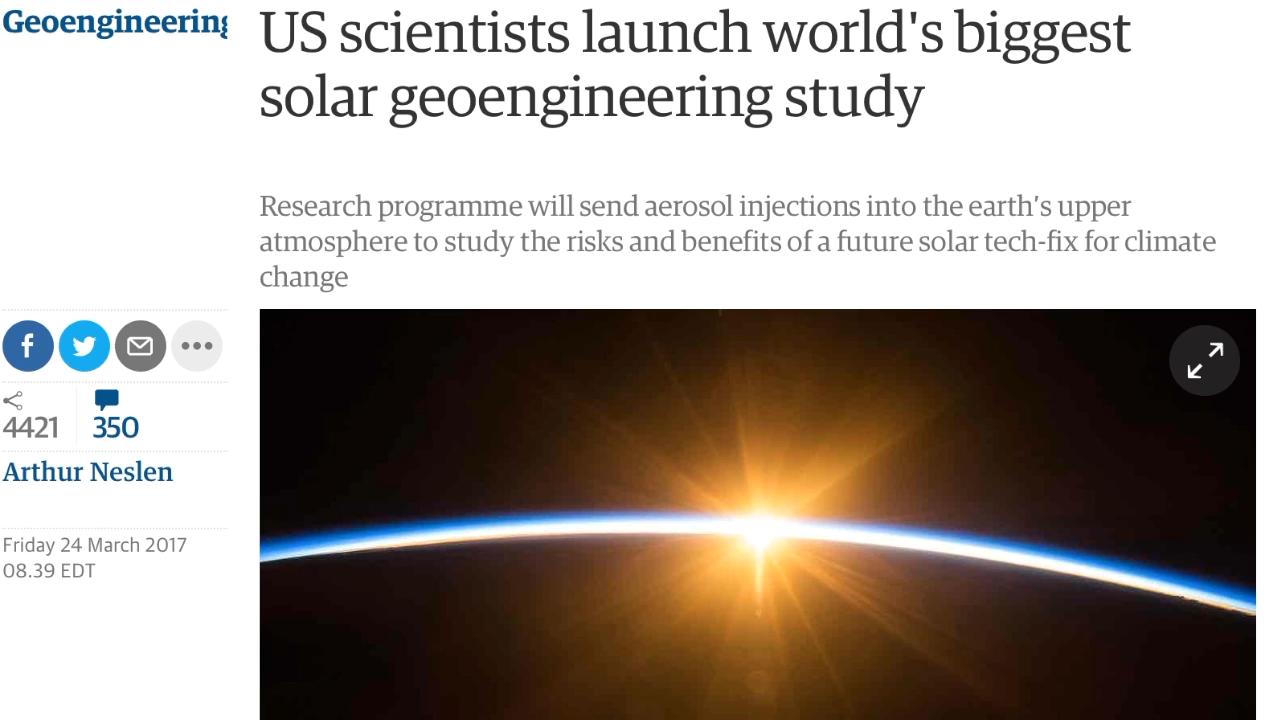 Geoengineering
US scientists launch world's biggest
solar geoengineering study
Research programme will send aerosol injections into the earth’s upper
atmosphere to study the risks and benefits of a future solar tech-fix for climate
change
4421
350
Arthur Neslen
Friday 24 March 2017
08.39 EDT